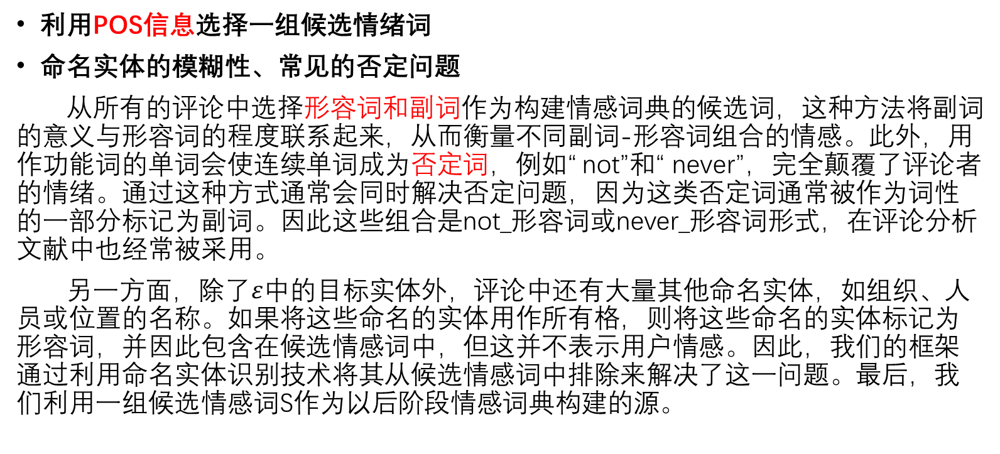 • 利用POS信息选择一组候选情绪词
• 命名实体的模糊性、常见的否定问题
从所有的评论中选择形容词和副词作为构建情感词典的候选词，这种方法将副词
的意义与形容词的程度联系起来，从而衡量不同副词-形容词组合的情感。此外，用
作功能词的单词会使连续单词成为否定词，例如“ not”和“ never”，完全颠覆了评论者
的情绪。通过这种方式通常会同时解决否定问题，因为这类否定词通常被作为词性
的一部分标记为副词。因此这些组合是not_形容词或never_形容词形式，在评论分析
文献中也经常被采用。
另一方面，除了ε中的目标实体外，评论中还有大量其他命名实体，如组织、人
员或位置的名称。如果将这些命名的实体用作所有格，则将这些命名的实体标记为
形容词，并因此包含在候选情感词中，但这并不表示用户情感。因此，我们的框架
通过利用命名实体识别技术将其从候选情感词中排除来解决了这一问题。最后，我
们利用一组候选情感词S作为以后阶段情感词典构建的源。